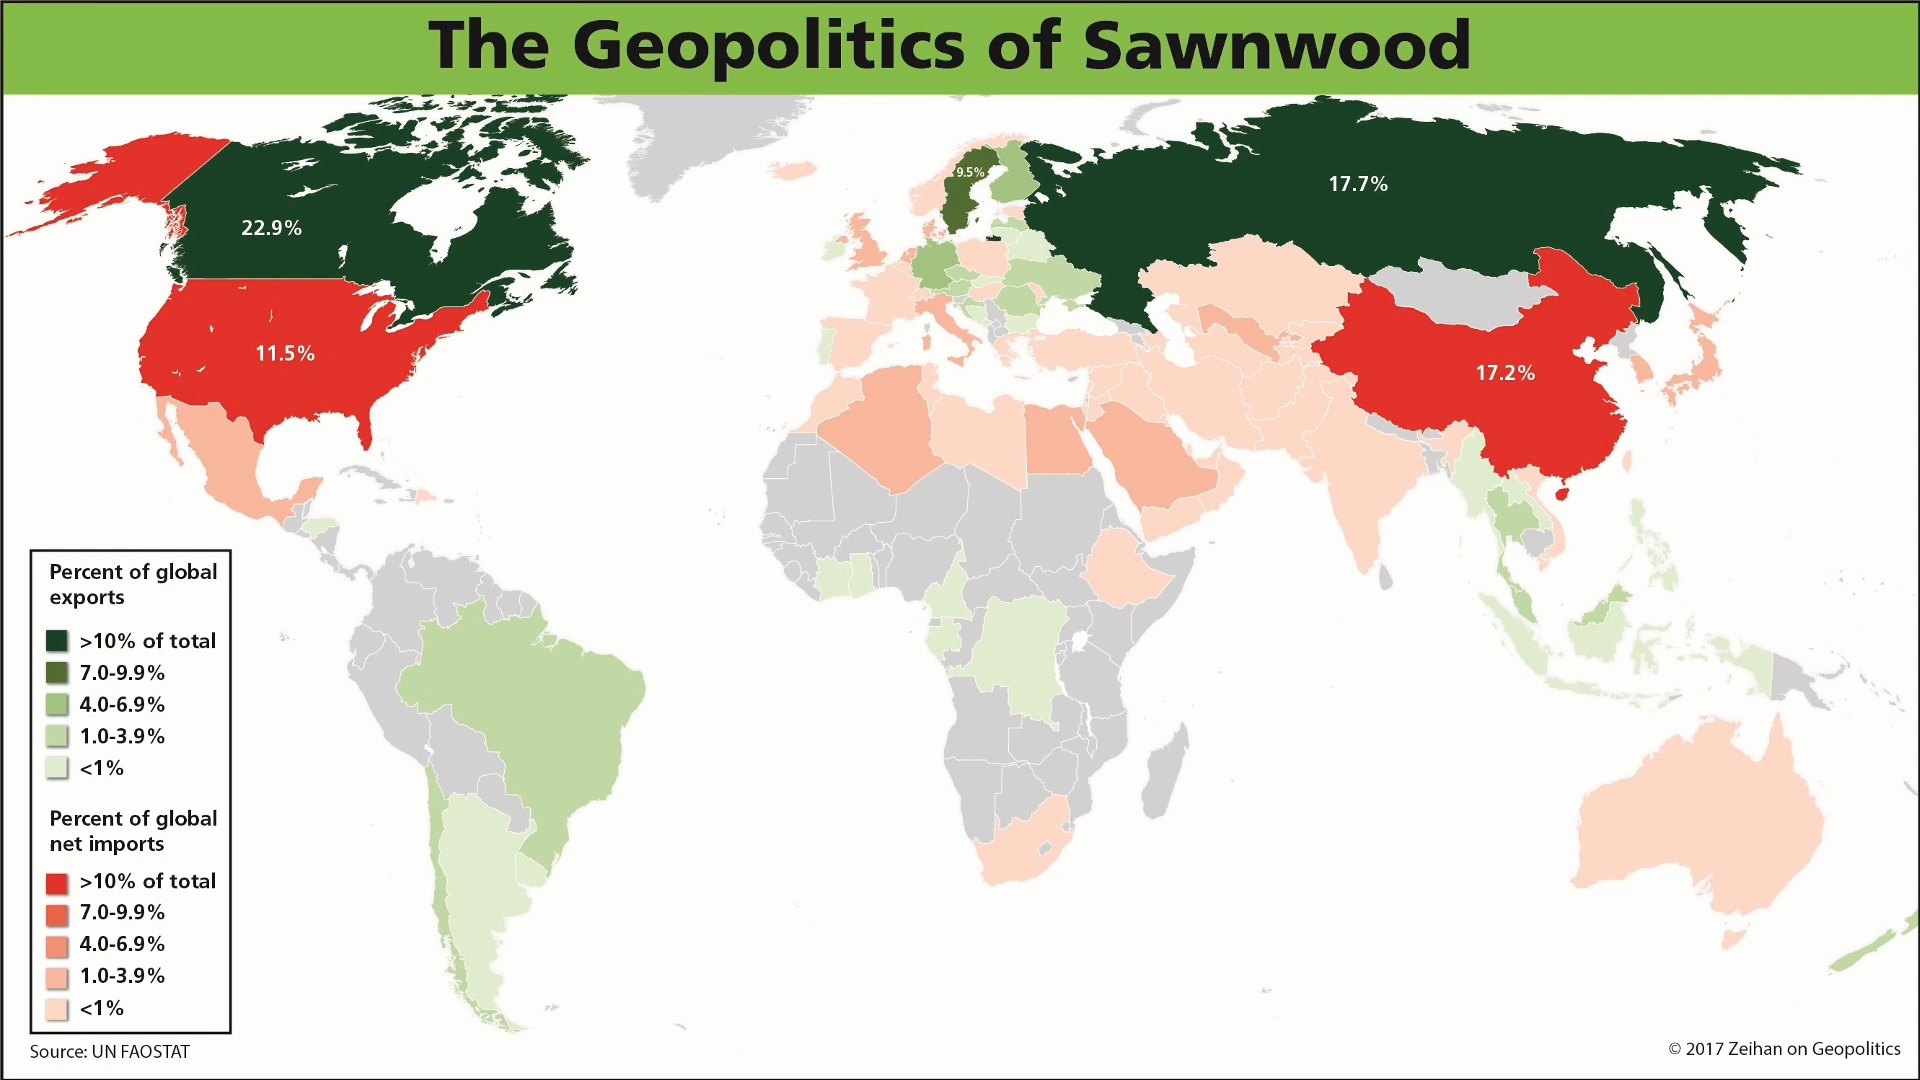 The Geopolitics of Sawnwood
9.5%
17.7%
22.9%
11.5%
17.2%
Percent of global
exports
>10% of total
7.0-9.9%
4.0-6.9%
1.0-3.9%
<1%
Percent of global
net imports
>10% of total
7.0-9.9%
4.0-6.9%
1.0-3.9%
<1%
Source: UN FAOSTAT
© 2017 Zeihan on Geopolitics